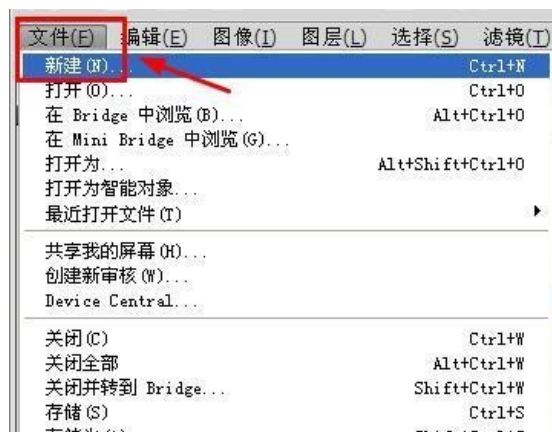 文件(F) 编辑(E) 图像(I) 图层(L) 选择(S) 滤镜(T)
新建(N)... Ctrl+N
打开(O)... Ctrl+O
在 Bridge 中浏览(B)... Alt+Ctrl+O
在 Mini Bridge 中浏览(G)...
打开为... Alt+Shift+Ctrl+O
打开为智能对象...
最近打开文件(T)
共享我的屏幕(H)...
创建新审核(W)...
Device Central...
关闭(C) Ctrl+W
关闭全部 Alt+Ctrl+W
关闭并转到 Bridge... Shift+Ctrl+W
存储(S) Ctrl+S